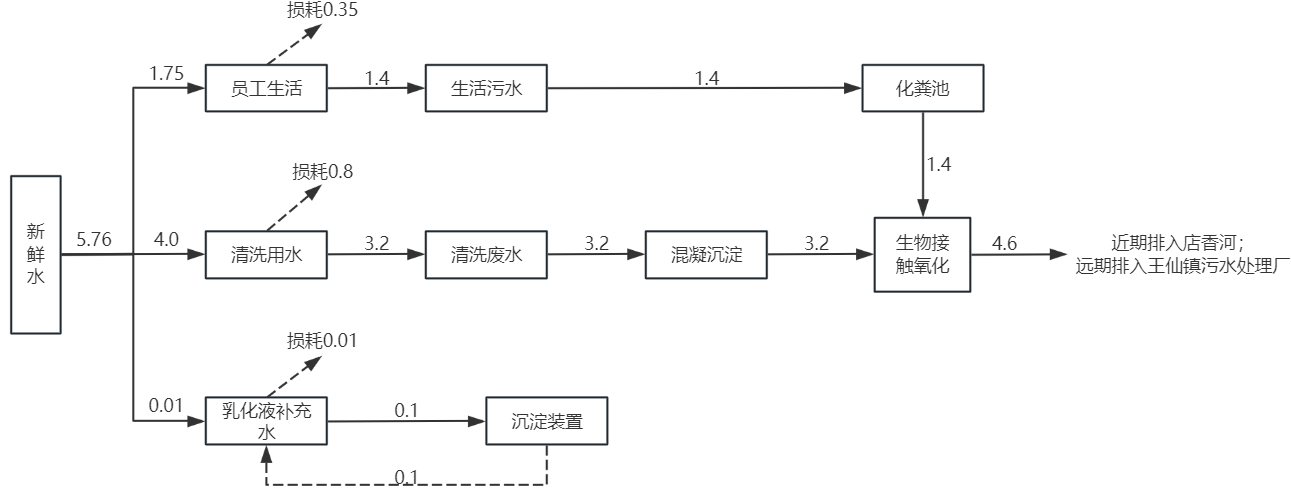 损耗0.35
1.75
员工生活
1.4
生活污水
1.4
化粪池
1.4
新鲜水
5.76
损耗0.8
4.0
清洗用水
3.2
清洗废水
3.2
混凝沉淀
3.2
生物接
触氧化
4.6
近期排入店香河；
远期排入王仙镇污水处理厂
损耗0.01
0.01
乳化液补充
水
0.1
沉淀装置
0.1